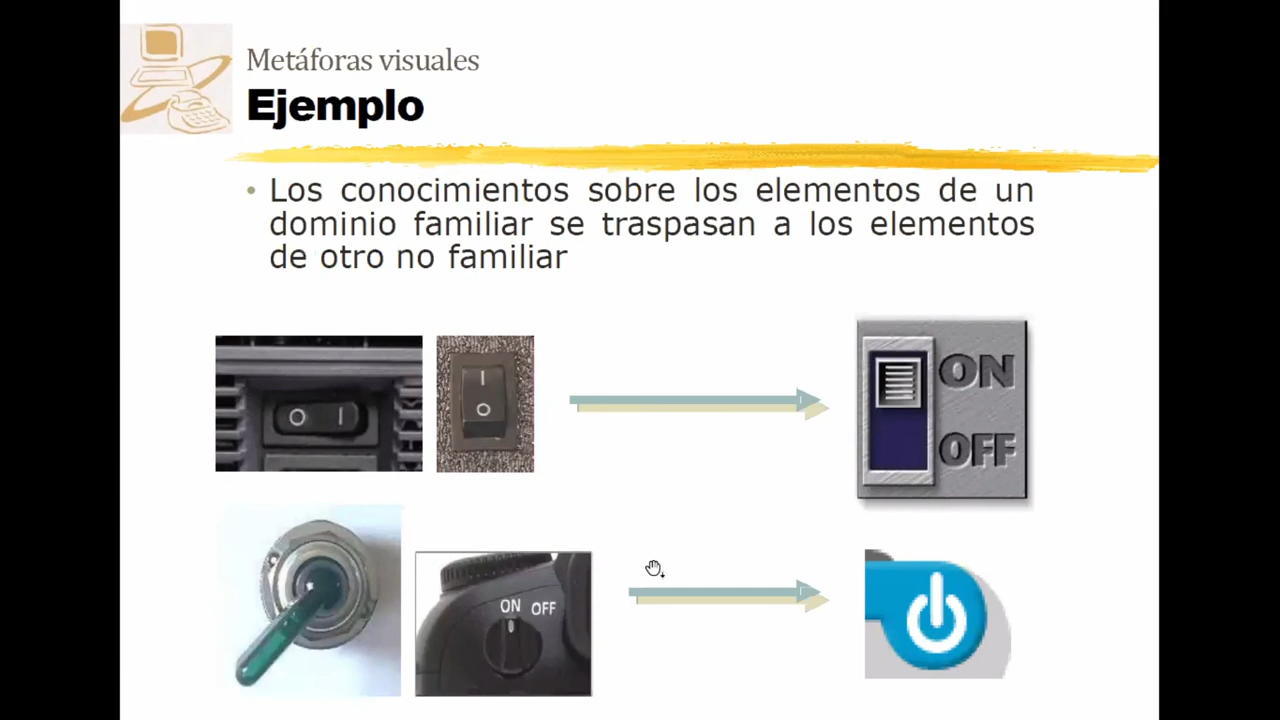 Metáforas visuales
Ejemplo
• Los conocimientos sobre los elementos de un
dominio familiar se traspasan a los elementos
de otro no familiar
O I
I
O
ON
OFF
ON OFF